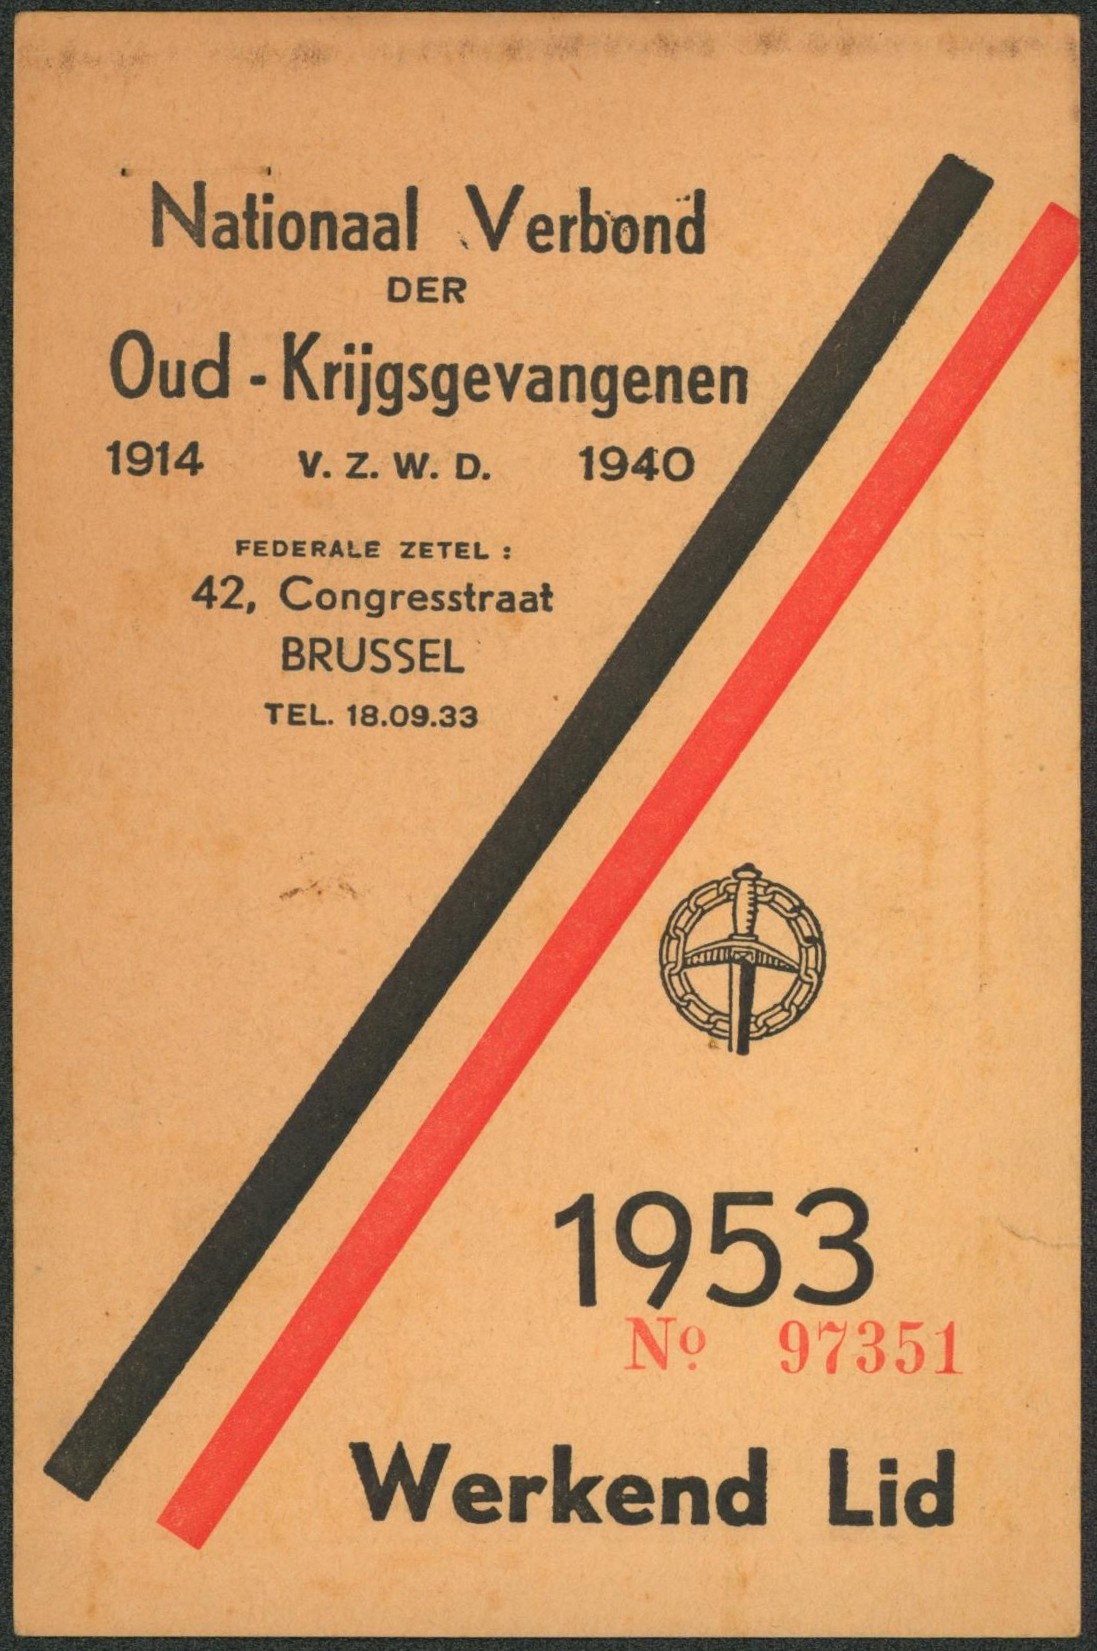 Nationaal Verbond
DER
Oud - Krijgsgevangenen
1914 V. Z. W. D. 1940
FEDERALE ZETEL :
42, Congresstraat
BRUSSEL
TEL. 18.09.33
1953
Nº 97351
Werkend Lid